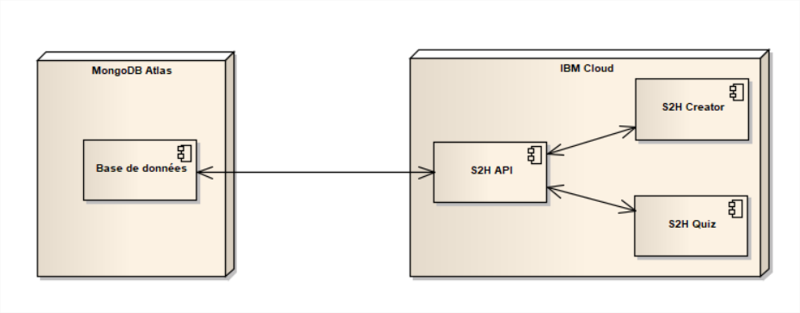 MongoDB Atlas
Base de données
IBM Cloud
S2H Creator
S2H API
S2H Quiz